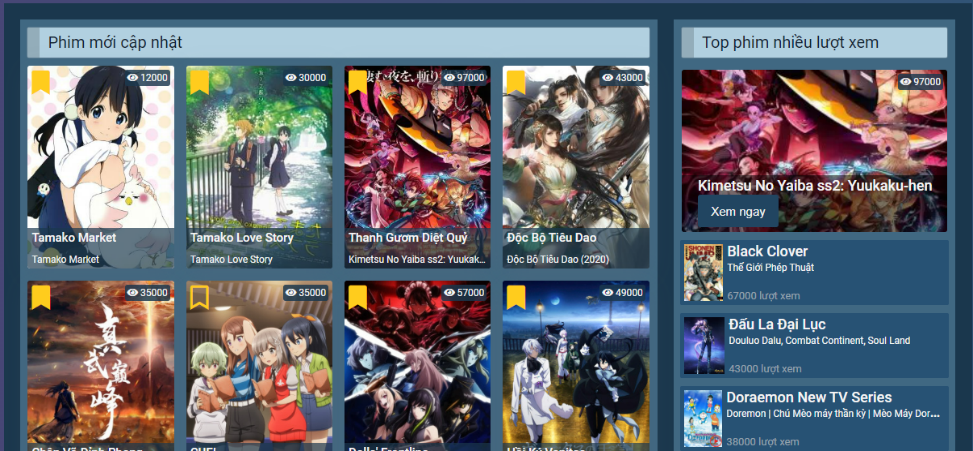 Phim mới cập nhật
12000
Tamako Market
Tamako Market
30000
Tamako Love Story
Tamako Love Story
97000
Thanh Gươm Diệt Quỷ
Kimetsu No Yaiba ss2: Yuukak...
43000
Độc Bộ Tiêu Dao
Độc Bộ Tiêu Dao (2020)
35000
真武巅峰
35000
57000
49000
Top phim nhiều lượt xem
97000
Kimetsu No Yaiba ss2: Yuukaku-hen
Xem ngay
Black Clover
Thế Giới Phép Thuật
67000 lượt xem
Đấu La Đại Lục
Douluo Dalu, Combat Continent, Soul Land
43000 lượt xem
Doraemon New TV Series
Doremon | Chú Mèo máy thần kỳ | Mèo Máy Dor...
38000 lượt xem